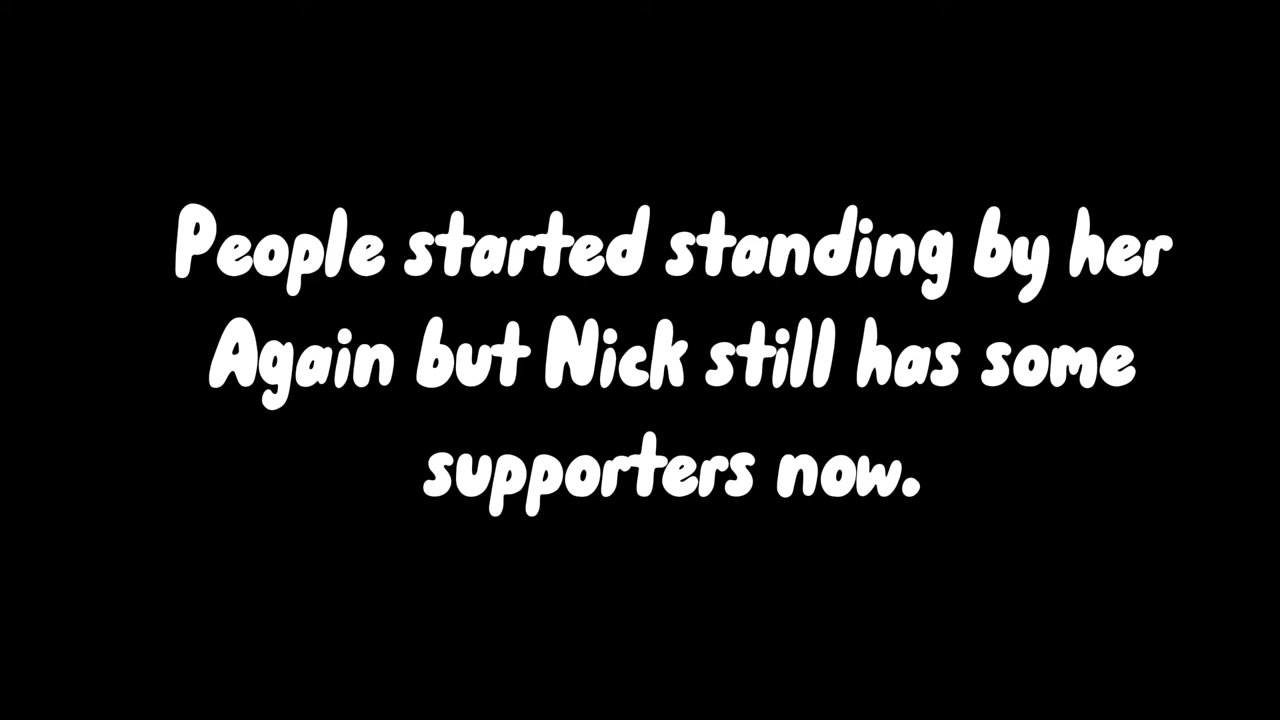 People started standing by her
Again but Nick still has some
supporters now.